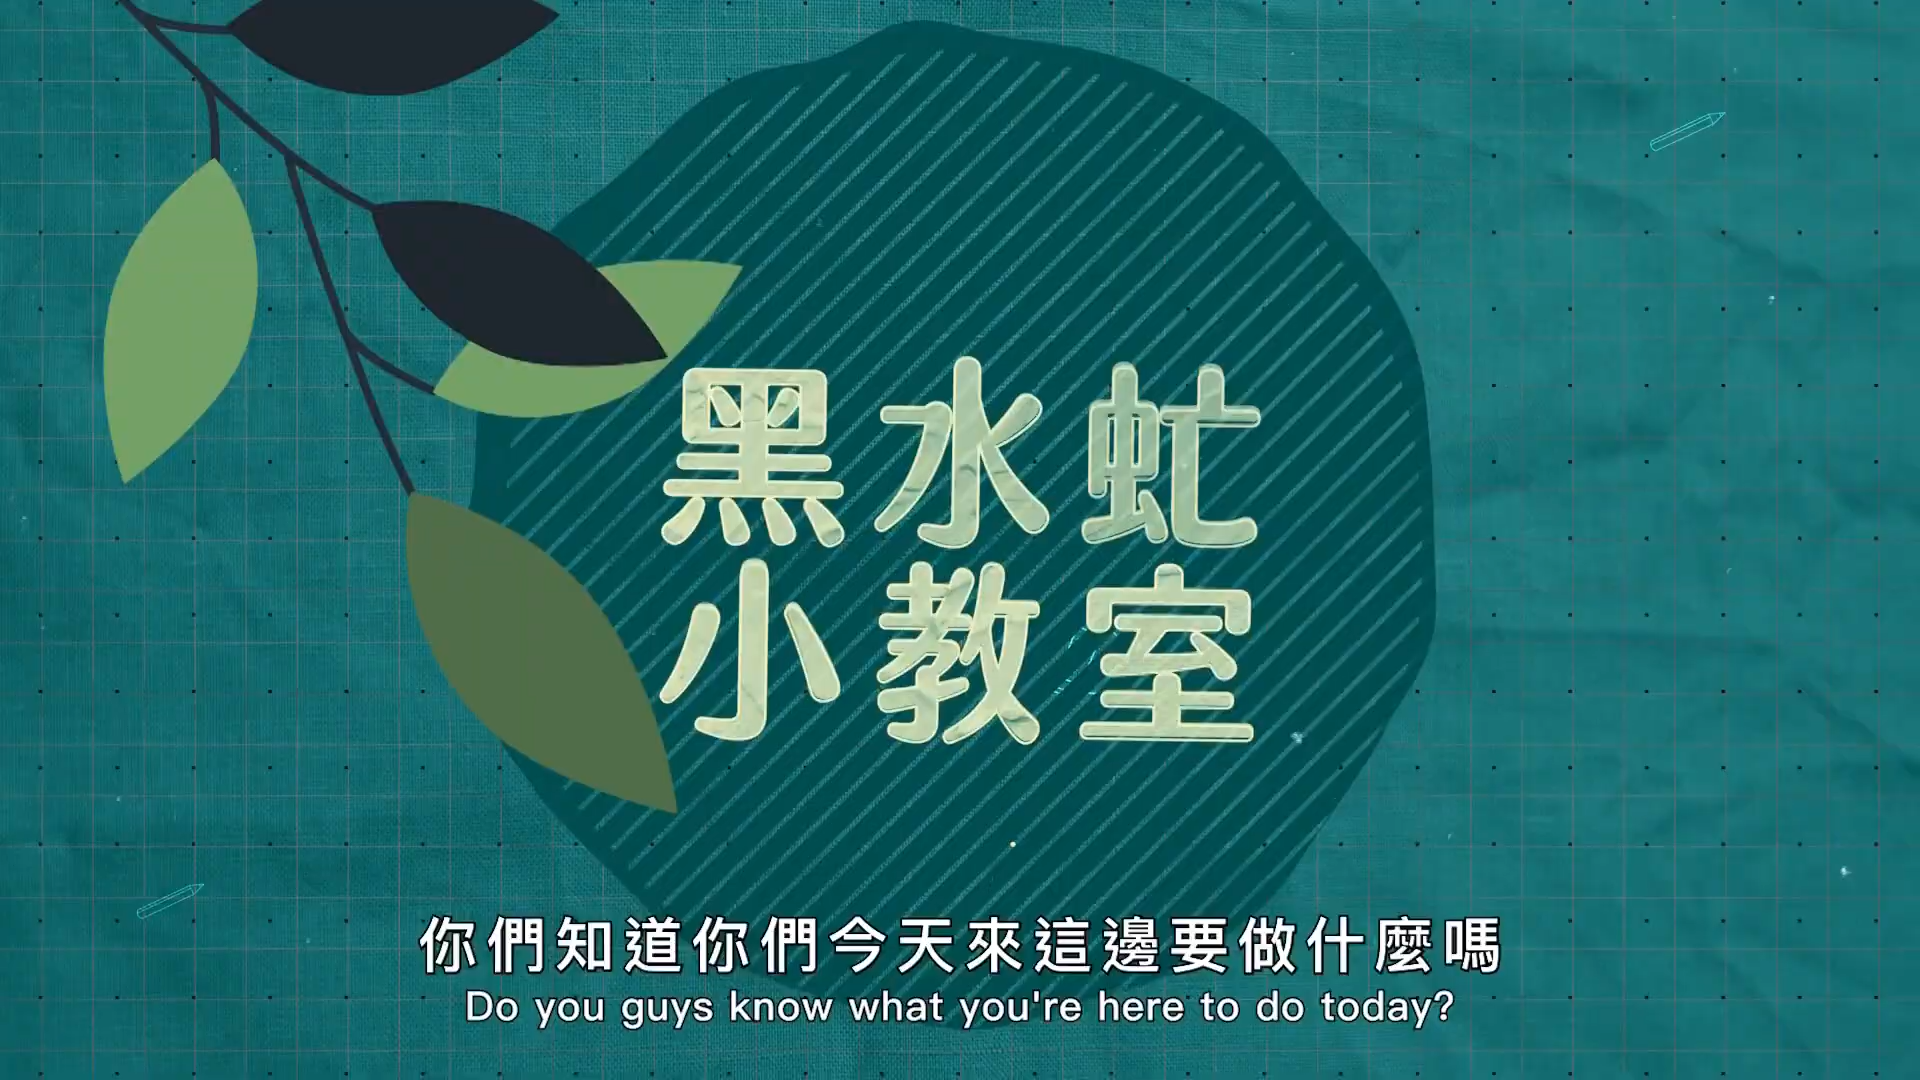 黑水虻
小教室
你們知道你們今天來這邊要做什麼嗎
Do you guys know what you're here to do today?